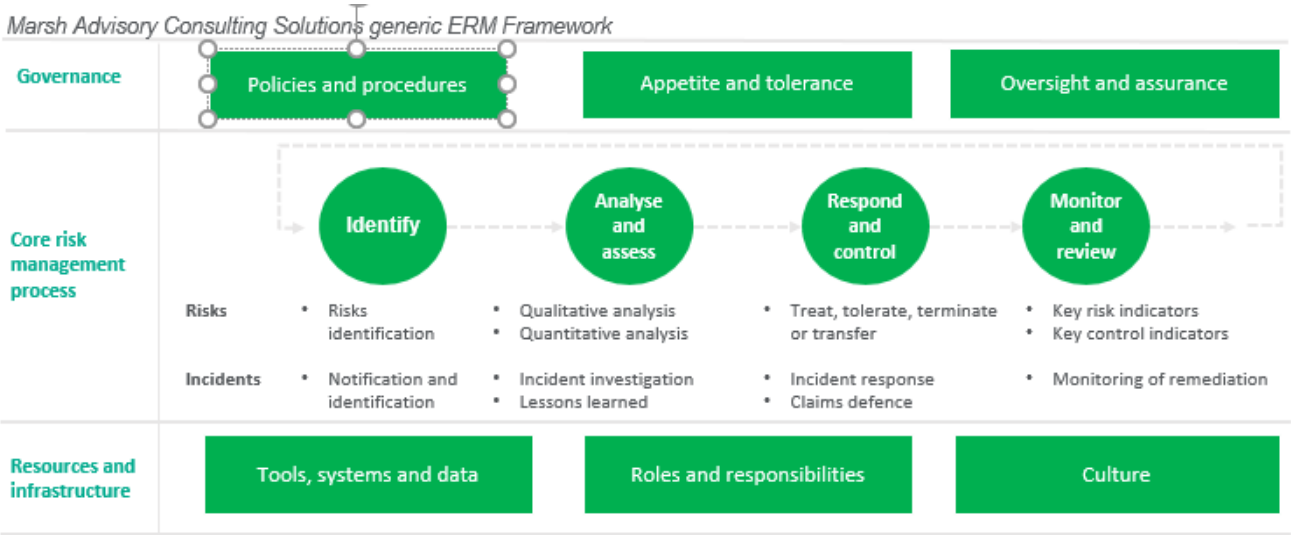 Marsh Advisory Consulting Solutions generic ERM Framework
Governance
Policies and procedures
Appetite and tolerance
Oversight and assurance
Core risk
management
process
Identify
Analyse
and
assess
Respond
and
control
Monitor
and
review
Risks
• Risks
identification
• Qualitative analysis
• Quantitative analysis
• Treat, tolerate, terminate
or transfer
• Key risk indicators
• Key control indicators
Incidents
• Notification and
identification
• Incident investigation
• Lessons learned
• Incident response
• Claims defence
• Monitoring of remediation
Resources and
infrastructure
Tools, systems and data
Roles and responsibilities
Culture